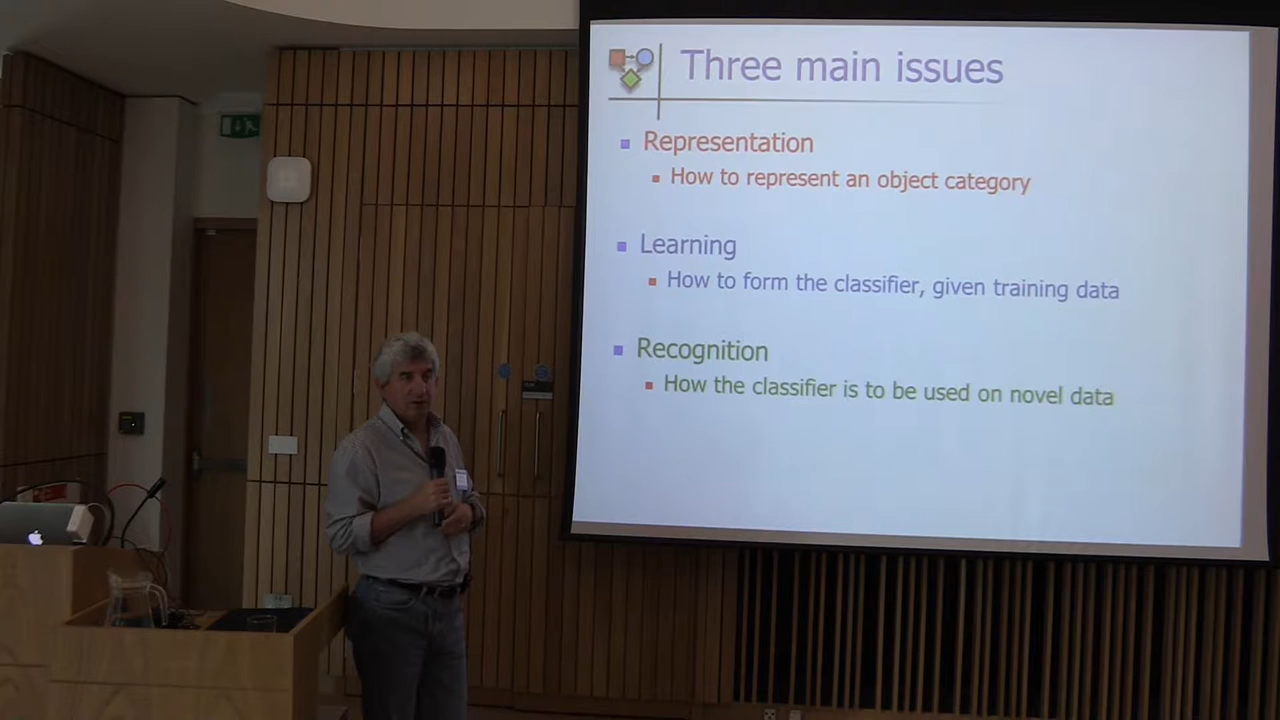 Three main issues
Representation
How to represent an object category
Learning
How to form the classifier, given training data
Recognition
How the classifier is to be used on novel data